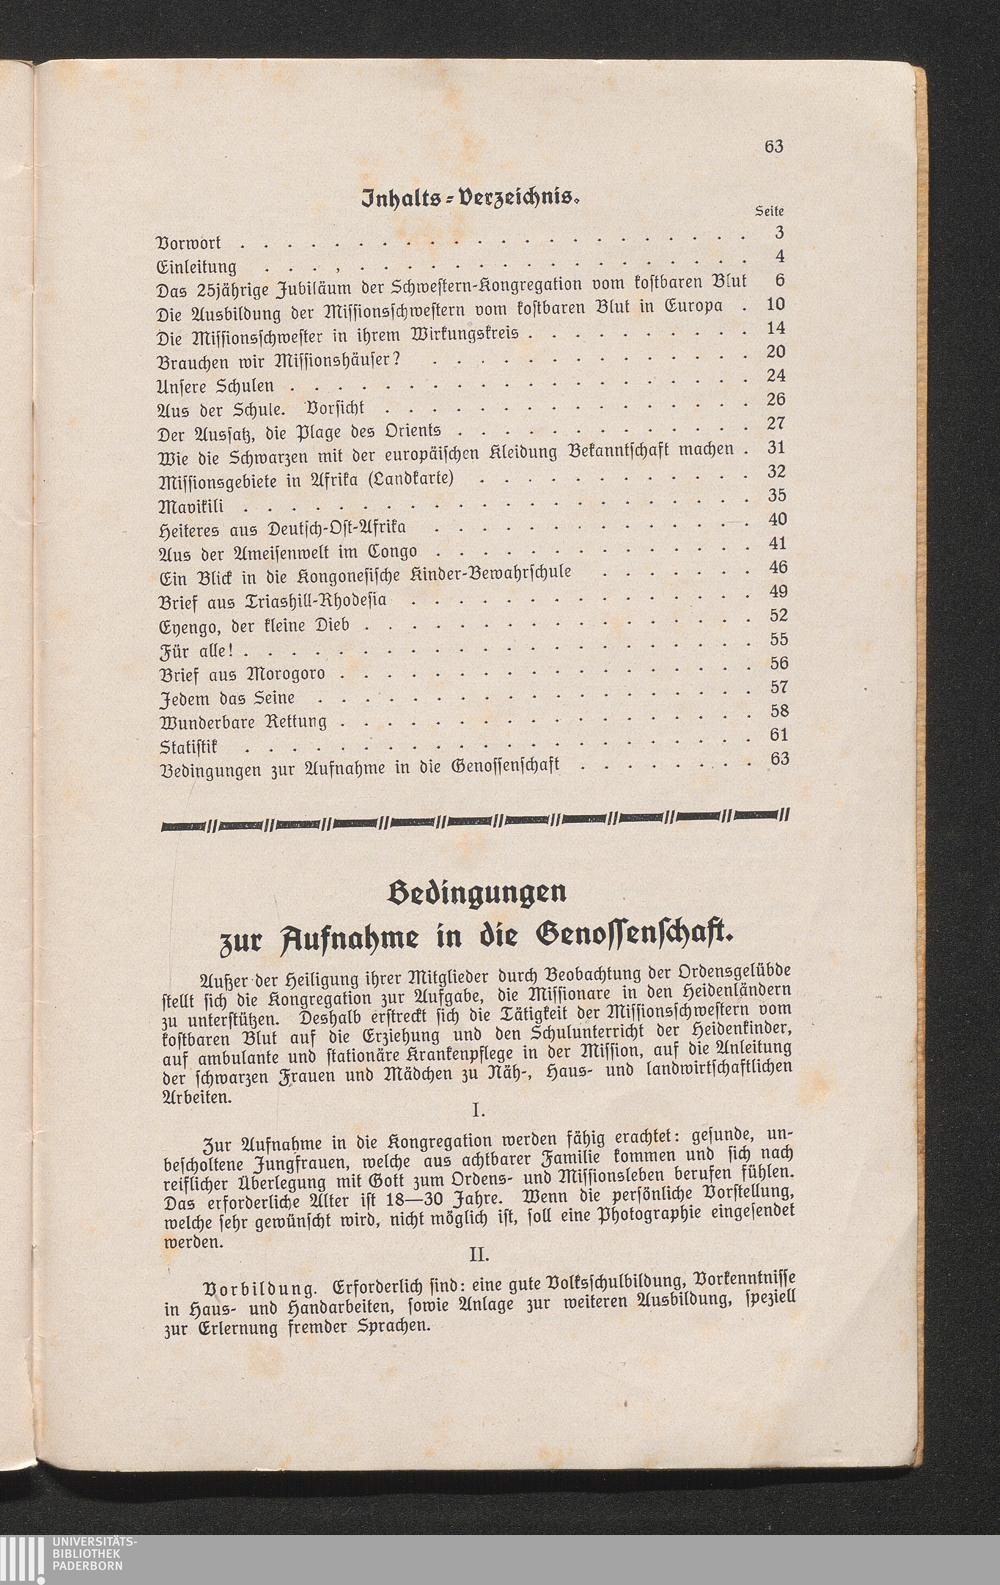 63
Inhalts-Verzeichnis.
Seite
Vorwort . . . . . . . . . . . . . . . . . . . . . . 3
Einleitung . . . . . . . . . . . . . . . . . . . . . 4
Das 25jährige Jubiläum der Schwestern-Kongregation vom kostbaren Blut 6
Die Ausbildung der Missionsschwestern vom kostbaren Blut in Europa . 10
Die Missionsschwester in ihrem Wirkungskreis . . . . . . . . . . 14
Brauchen wir Missionshäuser? . . . . . . . . . . . . . . 20
Unsere Schulen . . . . . . . . . . . . . . . . . . . . 24
Aus der Schule. Vorsicht . . . . . . . . . . . . . . . . 26
Der Aussatz, die Plage des Orients . . . . . . . . . . . . . 27
Wie die Schwarzen mit der europäischen Kleidung Bekanntschaft machen . 31
Missionsgebiete in Afrika (Landkarte) . . . . . . . . . . . . 32
Mavikili . . . . . . . . . . . . . . . . . . . . . . 35
Heiteres aus Deutsch-Ost-Afrika . . . . . . . . . . . . . . 40
Aus der Ameisenwelt im Congo . . . . . . . . . . . . . . 41
Ein Blick in die Kongonesische Kinder-Bewahrschule . . . . . . . 46
Brief aus Triashill-Rhodesia . . . . . . . . . . . . . . . 49
Eyengo, der kleine Dieb . . . . . . . . . . . . . . . . . 52
Für alle! . . . . . . . . . . . . . . . . . . . . . . 55
Brief aus Morogoro . . . . . . . . . . . . . . . . . . 56
Jedem das Seine . . . . . . . . . . . . . . . . . . . 57
Wunderbare Rettung . . . . . . . . . . . . . . . . . . 58
Statistik . . . . . . . . . . . . . . . . . . . . . . 61
Bedingungen zur Aufnahme in die Genossenschaft . . . . . . . . 63
Bedingungen
zur Aufnahme in die Genossenschaft.
Außer der Heiligung ihrer Mitglieder durch Beobachtung der Ordensgelübde
stellt sich die Kongregation zur Aufgabe, die Missionare in den Heidenländern
zu unterstützen. Deshalb erstreckt sich die Tätigkeit der Missionsschwestern vom
kostbaren Blut auf die Erziehung und den Schulunterricht der Heidenkinder,
auf ambulante und stationäre Krankenpflege in der Mission, auf die Anleitung
der schwarzen Frauen und Mädchen zu Näh-, Haus- und landwirtschaftlichen
Arbeiten.
I.
Zur Aufnahme in die Kongregation werden fähig erachtet: gesunde, un-
bescholtene Jungfrauen, welche aus achtbarer Familie kommen und sich nach
reiflicher Überlegung mit Gott zum Ordens- und Missionsleben berufen fühlen.
Das erforderliche Alter ist 18—30 Jahre. Wenn die persönliche Vorstellung,
welche sehr gewünscht wird, nicht möglich ist, soll eine Photographie eingesendet
werden.
II.
Vorbildung. Erforderlich sind: eine gute Volksschulbildung, Vorkenntnisse
in Haus- und Handarbeiten, sowie Anlage zur weiteren Ausbildung, speziell
zur Erlernung fremder Sprachen.
UNIVERSITÄTS-
BIBLIOTHEK
PADERBORN